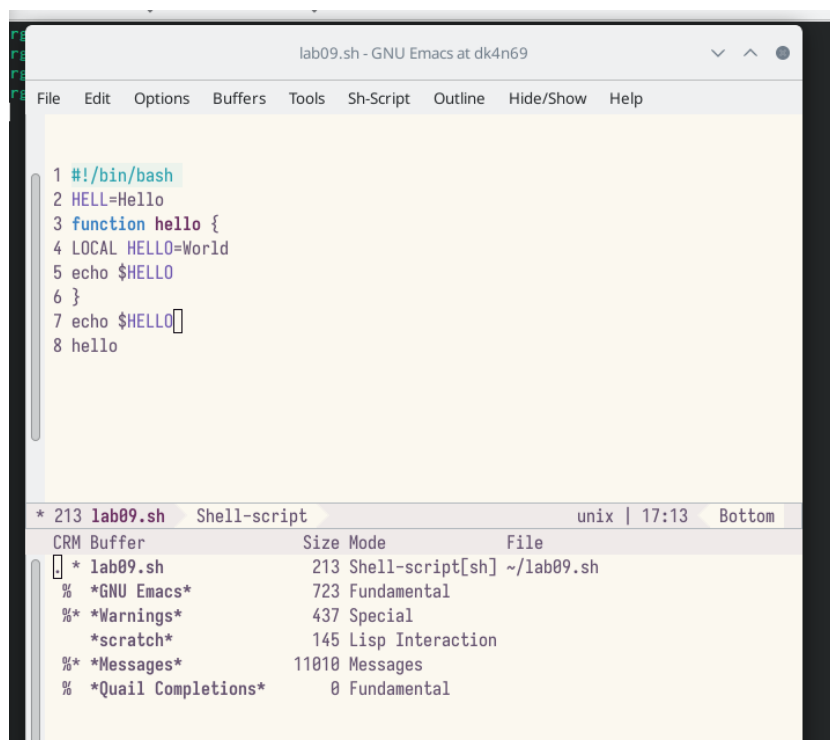 rg
rg
rg
rg
lab09.sh - GNU Emacs at dk4n69
File Edit Options Buffers Tools Sh-Script Outline Hide/Show Help
1 #!/bin/bash
2 HELL=Hello
3 function hello {
4 LOCAL HELLO=World
5 echo $HELLO
6 }
7 echo $HELLO
8 hello
* 213 lab09.sh Shell-script unix | 17:13 Bottom
CRM Buffer Size Mode File
. * lab09.sh 213 Shell-script[sh] ~/lab09.sh
% *GNU Emacs* 723 Fundamental
%* *Warnings* 437 Special
*scratch* 145 Lisp Interaction
%* *Messages* 11010 Messages
% *Quail Completions* 0 Fundamental